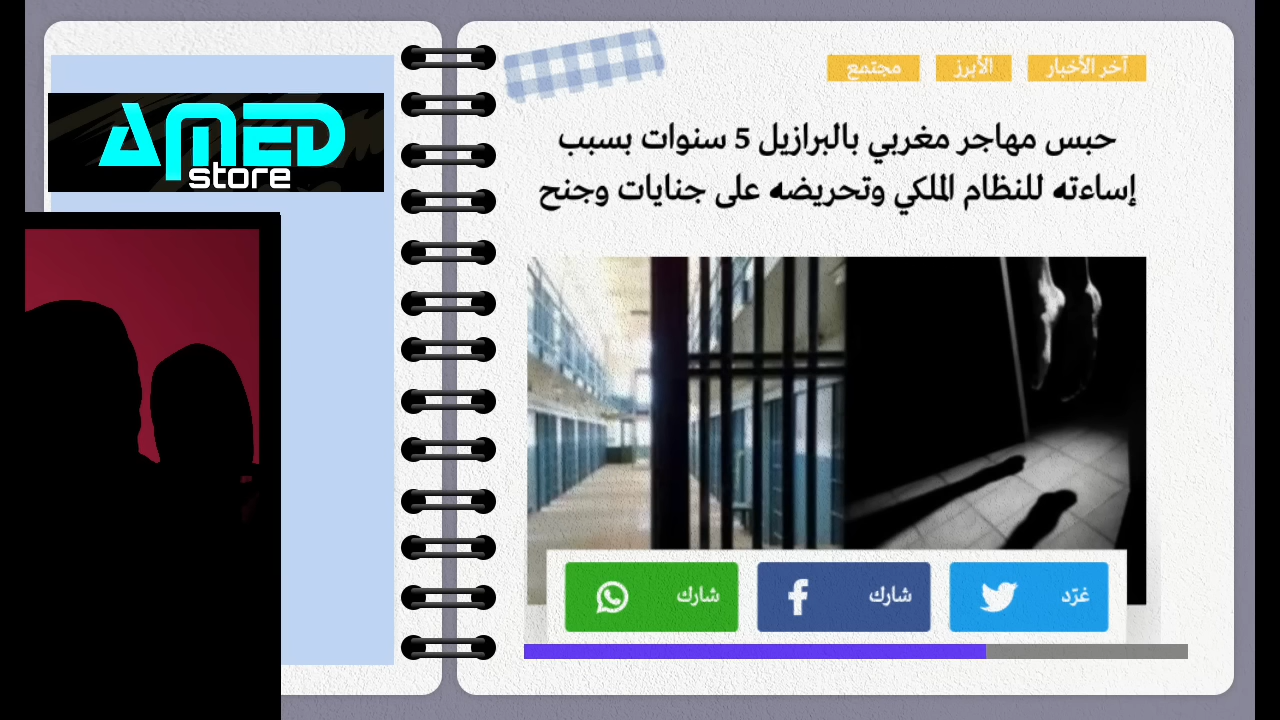 AMED
store
آخر الأخبار
الأبرز
مجتمع
حبس مهاجر مغربي بالبرازيل 5 سنوات بسبب
إساءته للنظام الملكي وتحريضه على جنايات وجنح
غرّد
شارك
شارك